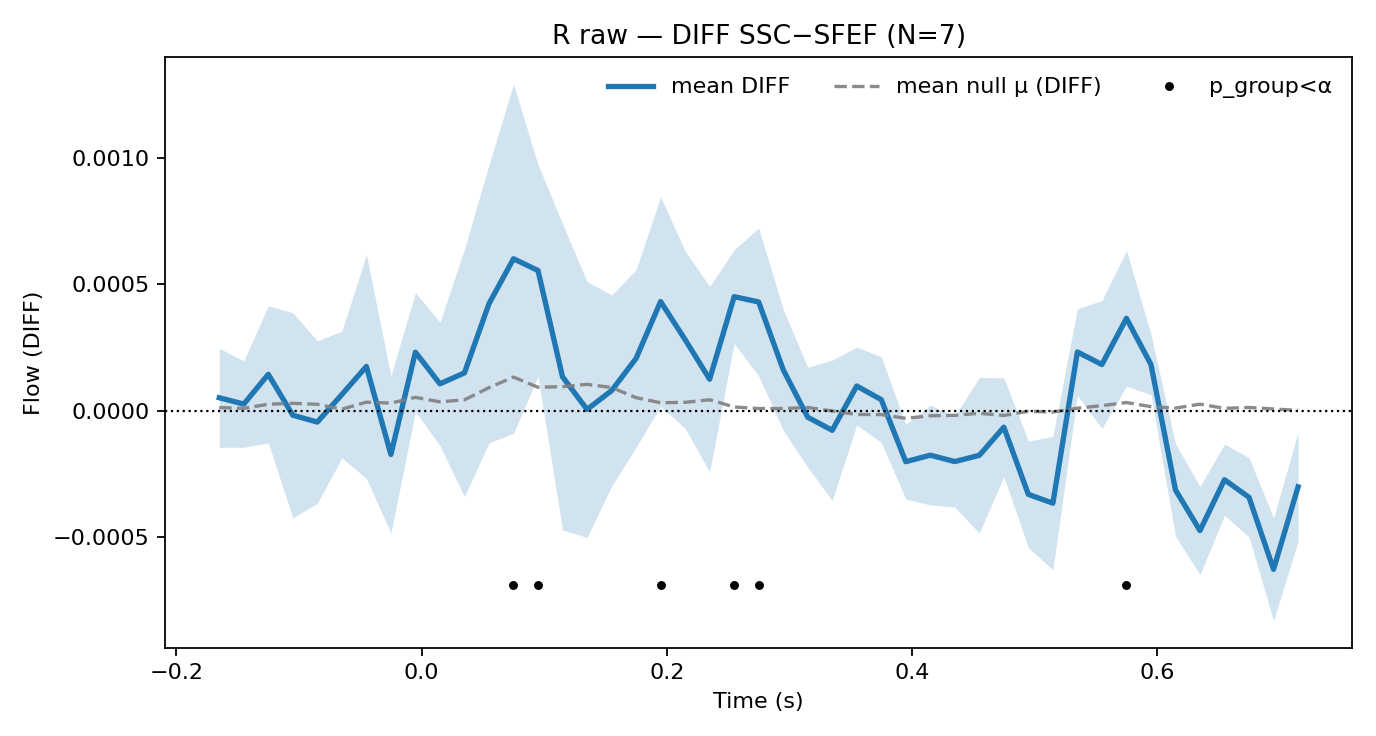 R raw — DIFF SSC−SFEF (N=7)
mean DIFF
mean null μ (DIFF)
p_group<α
Flow (DIFF)
0.0010
0.0005
0.0000
−0.0005
−0.2
0.0
0.2
0.4
0.6
Time (s)